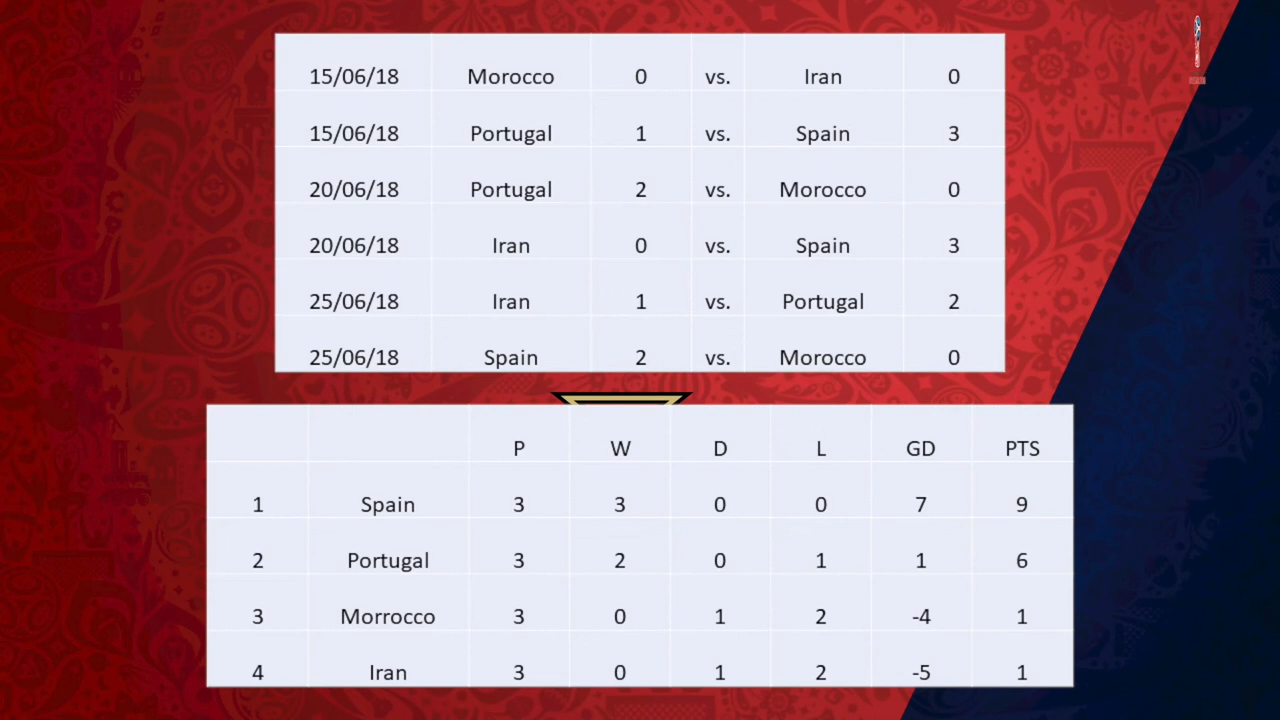 15/06/18 Morocco 0 vs. Iran 0
15/06/18 Portugal 1 vs. Spain 3
20/06/18 Portugal 2 vs. Morocco 0
20/06/18 Iran 0 vs. Spain 3
25/06/18 Iran 1 vs. Portugal 2
25/06/18 Spain 2 vs. Morocco 0
P W D L GD PTS
1 Spain 3 3 0 0 7 9
2 Portugal 3 2 0 1 1 6
3 Morrocco 3 0 1 2 -4 1
4 Iran 3 0 1 2 -5 1